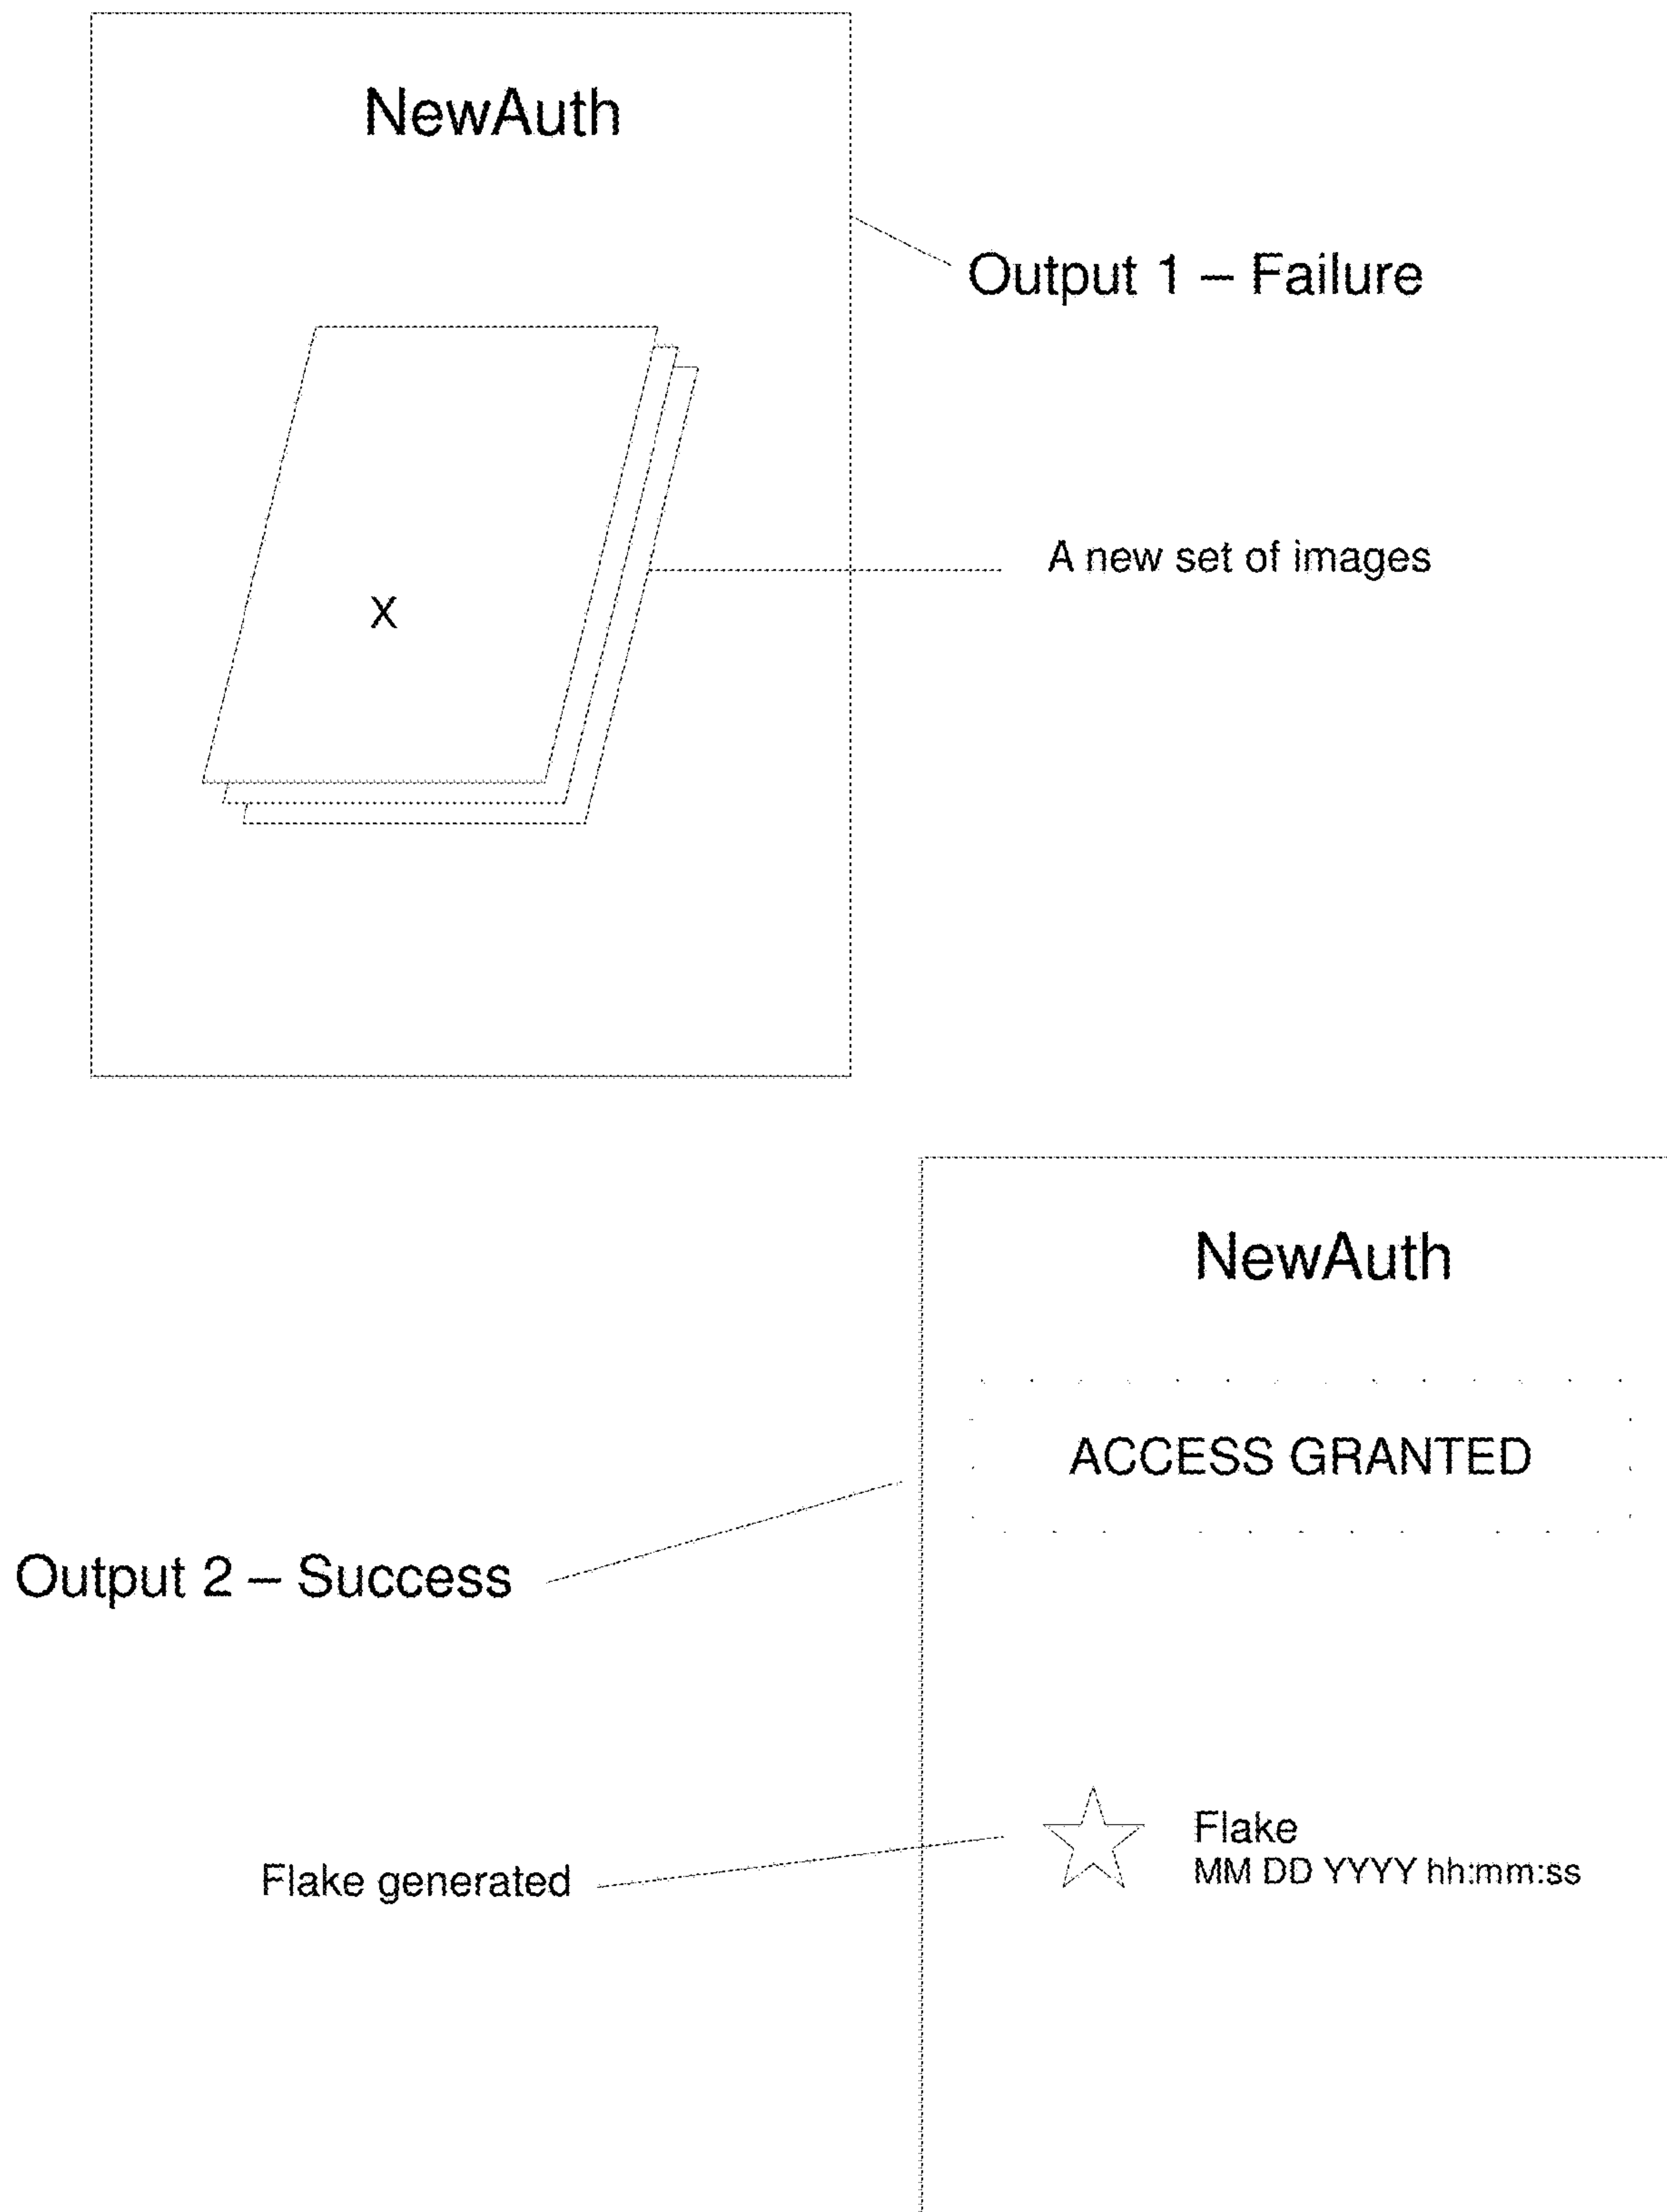 NewAuth
Output 1 – Failure
A new set of images
X
NewAuth
ACCESS GRANTED
Output 2 – Success
Flake
MM DD YYYY hh:mm:ss
Flake generated